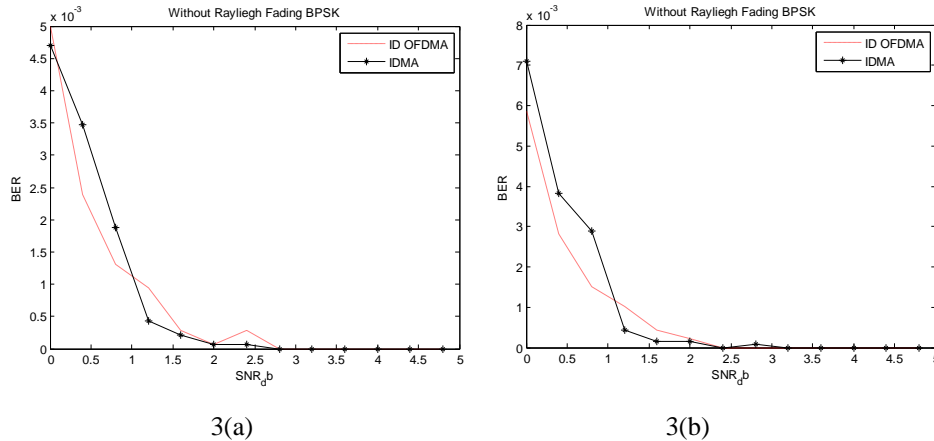 Without Rayliegh Fading BPSK
x 10^-3
5
4.5
4
3.5
3
2.5
2
1.5
1
0.5
0
BER
ID OFDMA
IDMA
0 0.5 1 1.5 2 2.5 3 3.5 4 4.5 5
SNR_d b
3(a)
Without Rayliegh Fading BPSK
x 10^-3
8
7
6
5
4
3
2
1
0
BER
ID OFDMA
IDMA
0 0.5 1 1.5 2 2.5 3 3.5 4 4.5
SNR_d b
3(b)